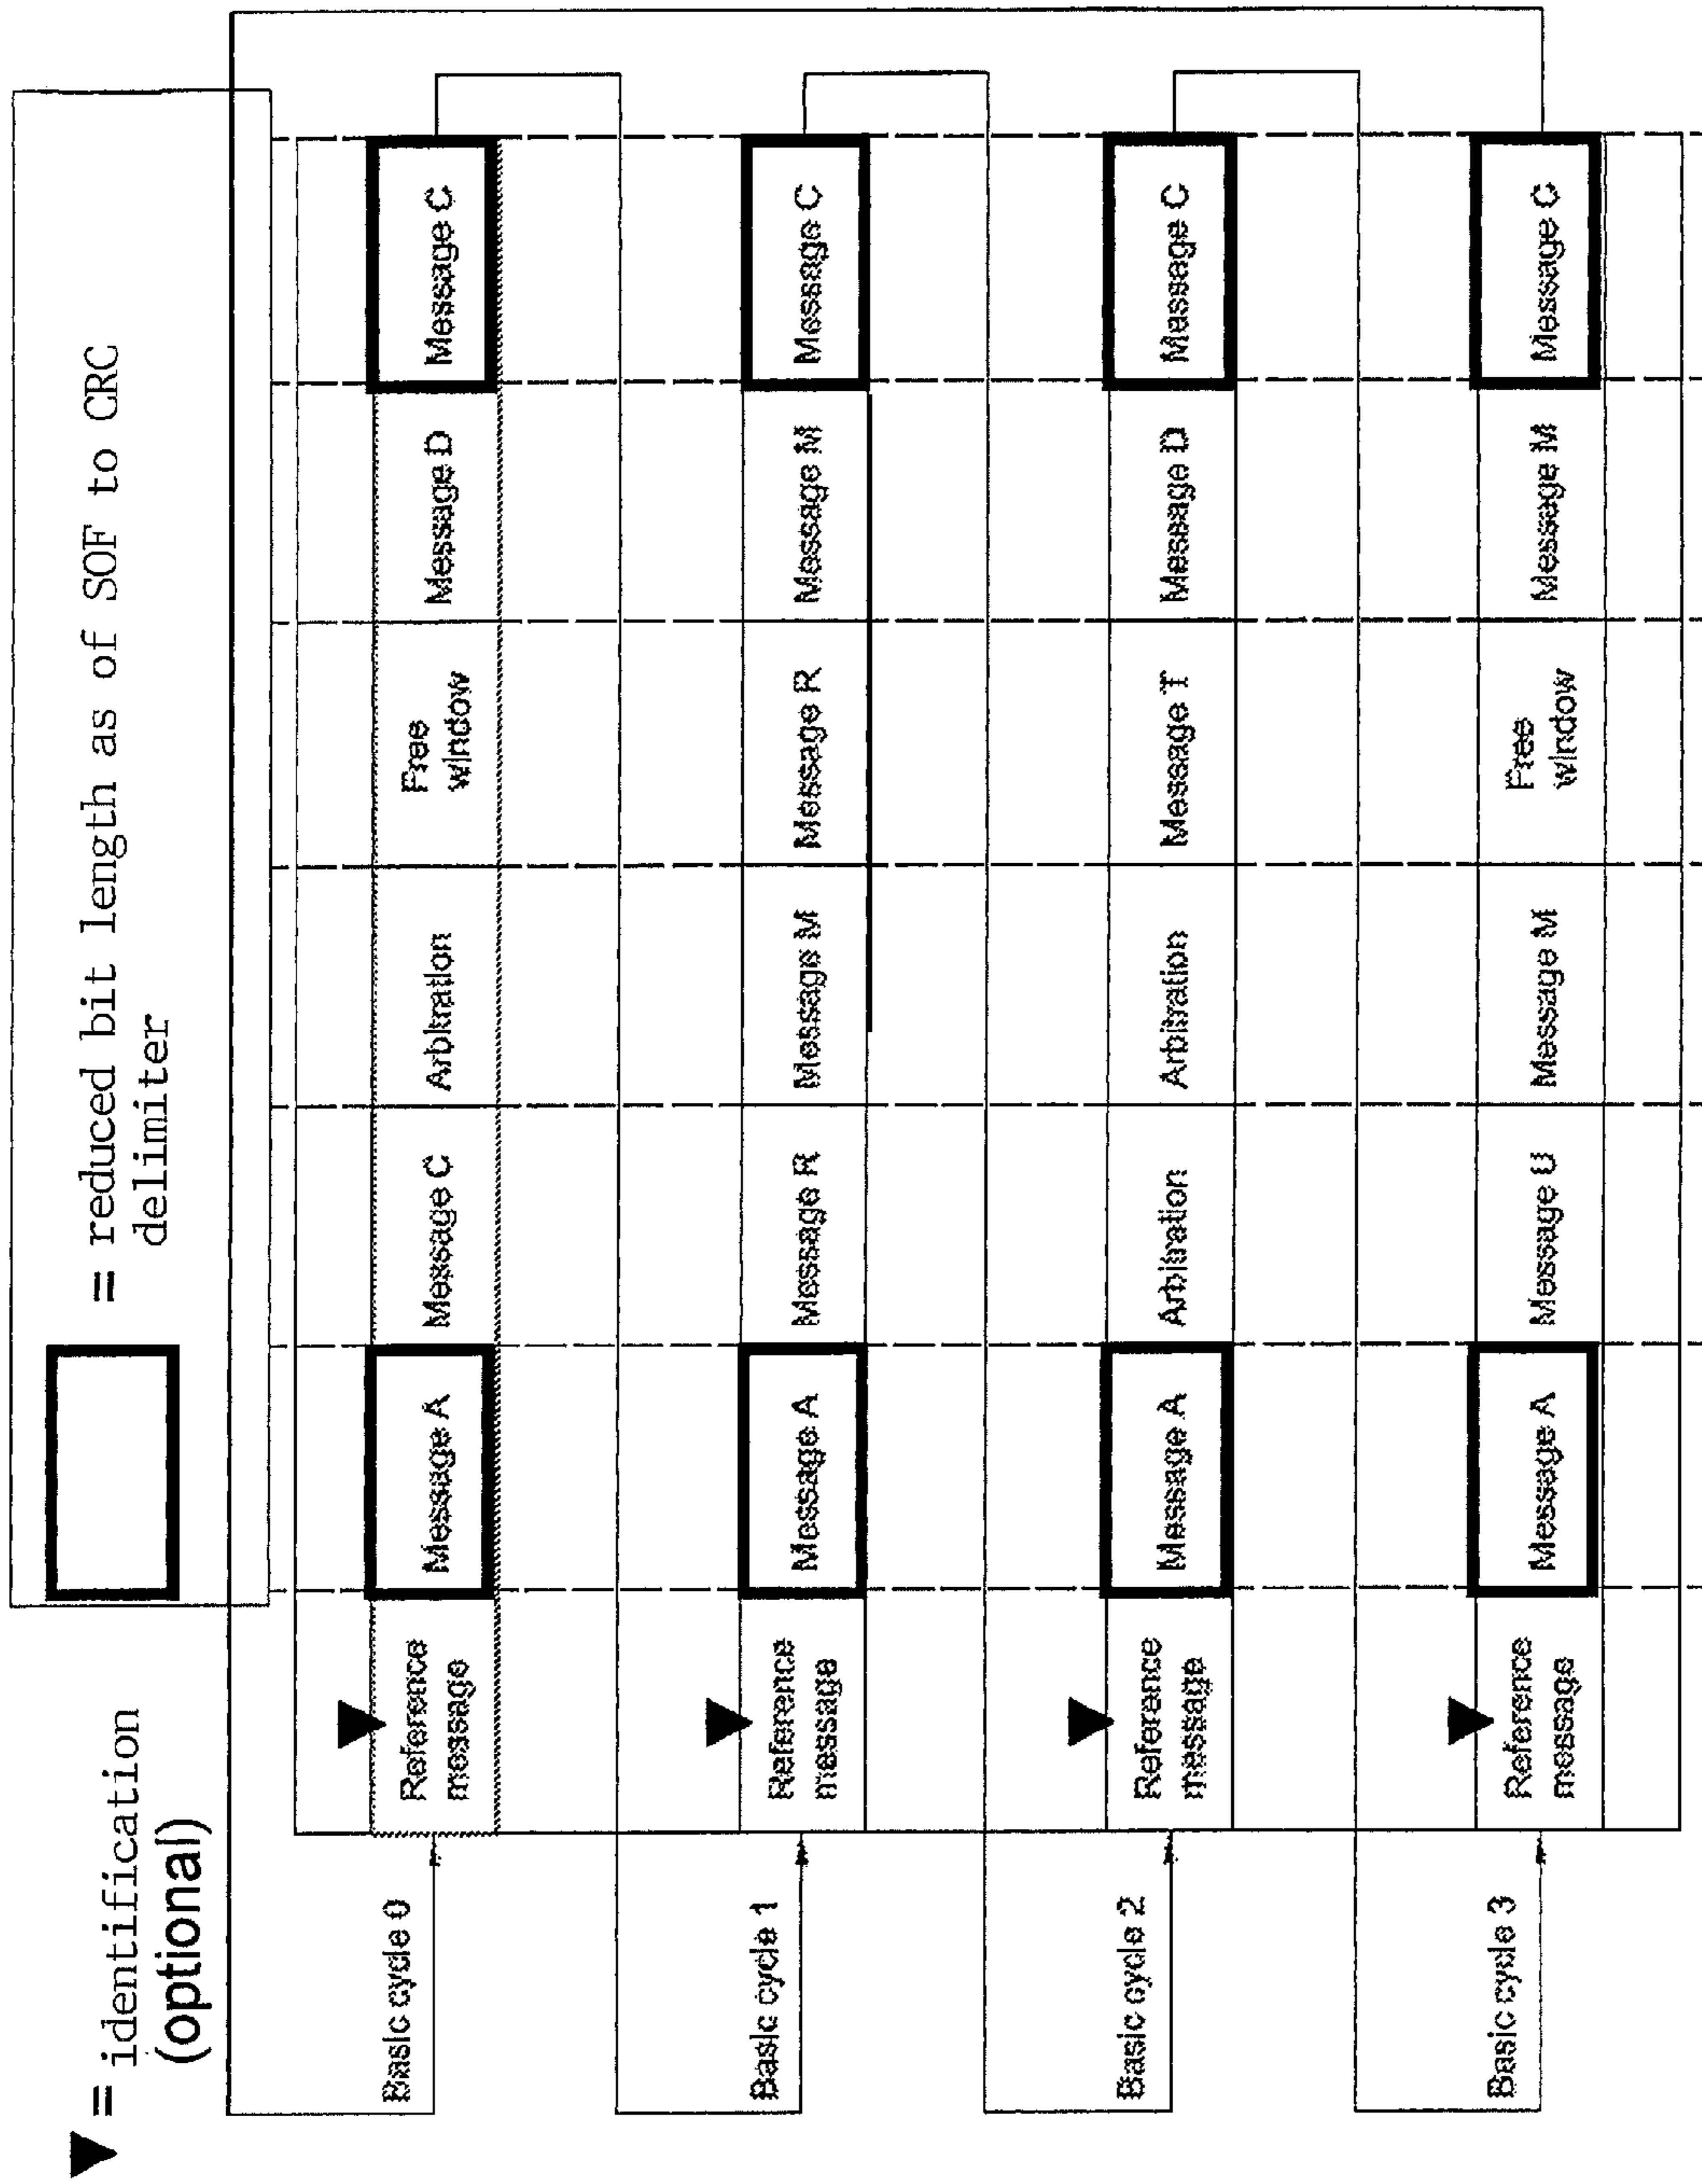 ▼ = identification
(optional)
= reduced bit length as of SOF to CRC
delimiter
Basic cycle 0
Reference
message
Message A
Message C
Arbitration
Free
window
Message D
Message C
Basic cycle 1
Reference
message
Message A
Message R
Message M
Message R
Message M
Message C
Basic cycle 2
Reference
message
Message A
Arbitration
Arbitration
Message T
Message D
Message C
Basic cycle 3
Reference
message
Message A
Message U
Message M
Free
window
Message M
Message C